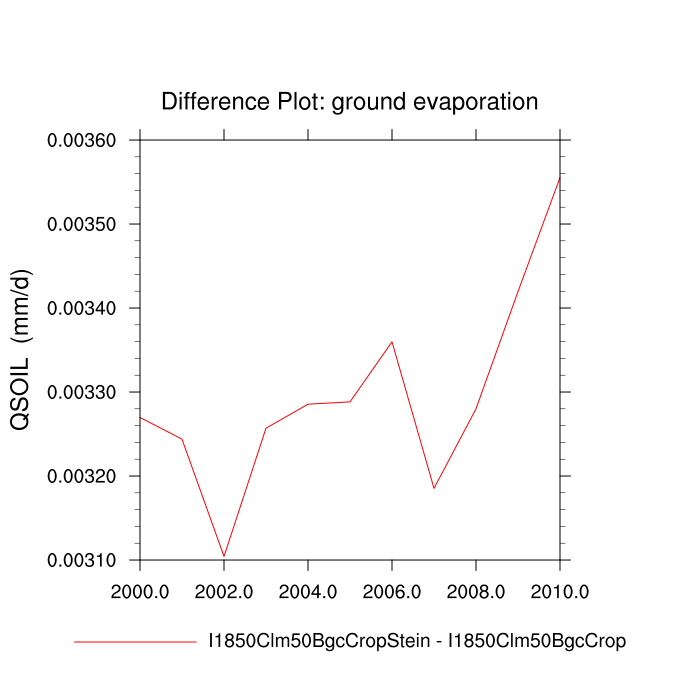 Difference Plot: ground evaporation
0.00360
0.00350
0.00340
0.00330
0.00320
0.00310
QSOIL (mm/d)
2000.0 2002.0 2004.0 2006.0 2008.0 2010.0
I1850Clm50BgcCropStein - I1850Clm50BgcCrop